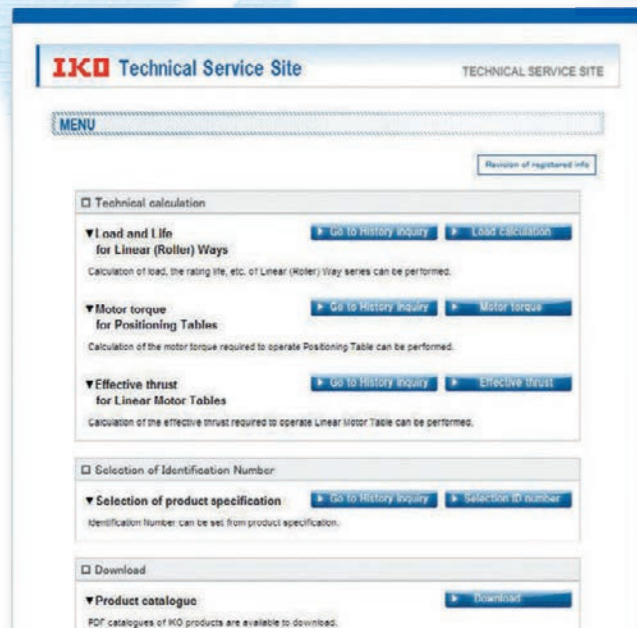 IKO Technical Service Site
TECHNICAL SERVICE SITE
MENU
Revision of registered info
Technical calculation
▼Load and Life
for Linear (Roller) Ways
Go to History inquiry
Load calculation
Calculation of load, the rating life, etc. of Linear (Roller) Way series can be performed.
▼Motor torque
for Positioning Tables
Go to History inquiry
Motor torque
Calculation of the motor torque required to operate Positioning Table can be performed.
▼Effective thrust
for Linear Motor Tables
Go to History inquiry
Effective thrust
Calculation of the effective thrust required to operate Linear Motor Table can be performed.
Selection of Identification Number
▼Selection of product specification
Go to History inquiry
Selection ID number
Identification Number can be set from product specification.
Download
▼Product catalogue
Download
PDF catalogues of IKO products are available to download.